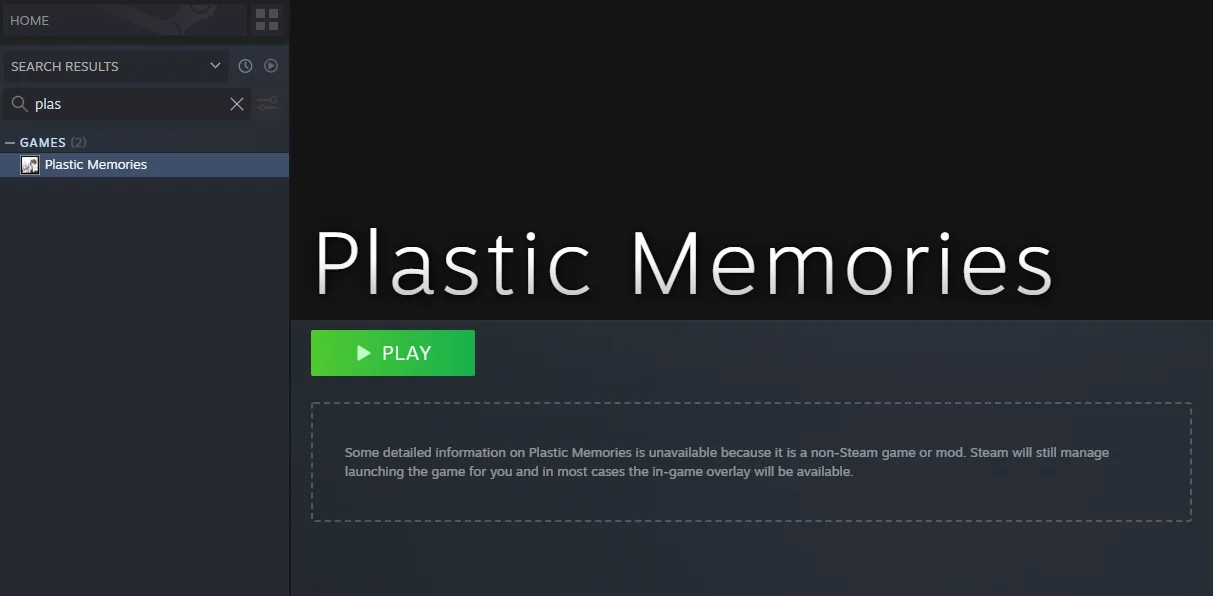 HOME
SEARCH RESULTS
plas
GAMES (2)
Plastic Memories
Plastic Memories
PLAY
Some detailed information on Plastic Memories is unavailable because it is a non-Steam game or mod. Steam will still manage
launching the game for you and in most cases the in-game overlay will be available.